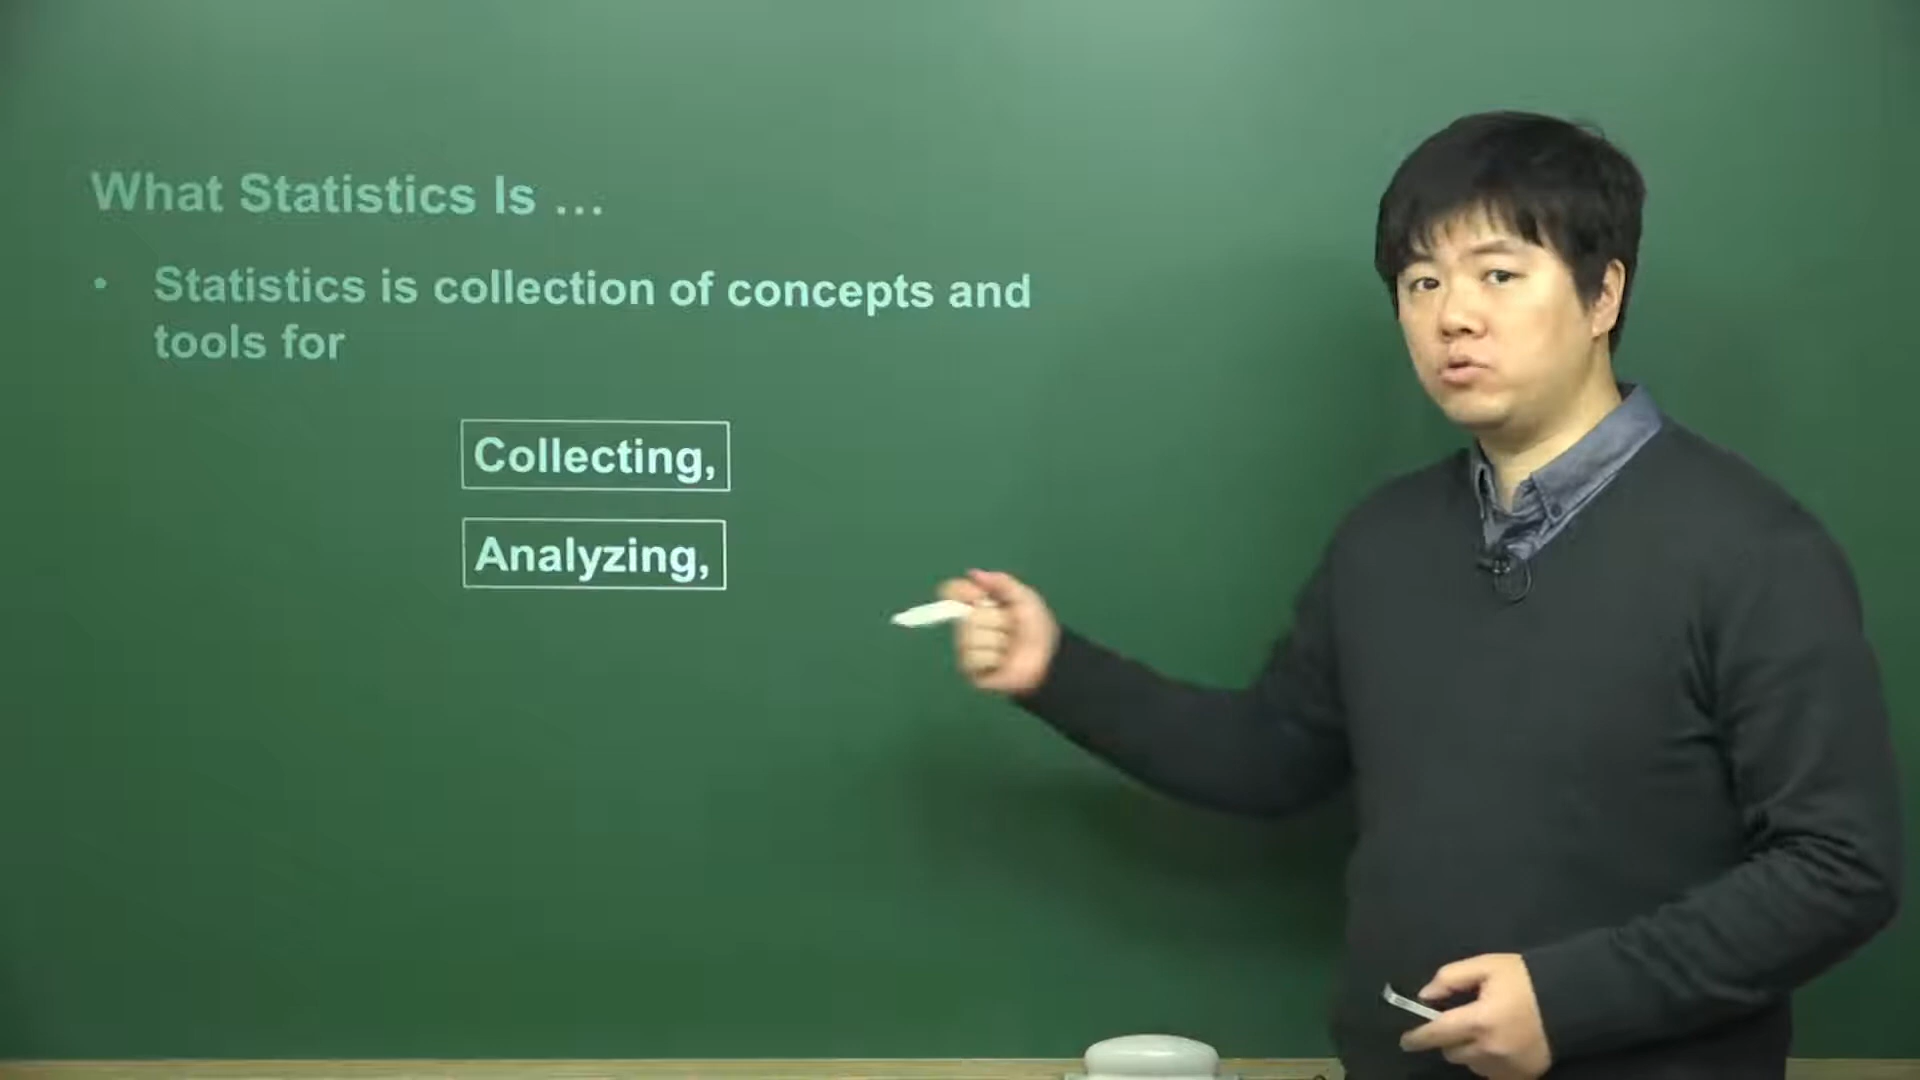 What Statistics Is …
• Statistics is collection of concepts and
tools for
Collecting,
Analyzing,